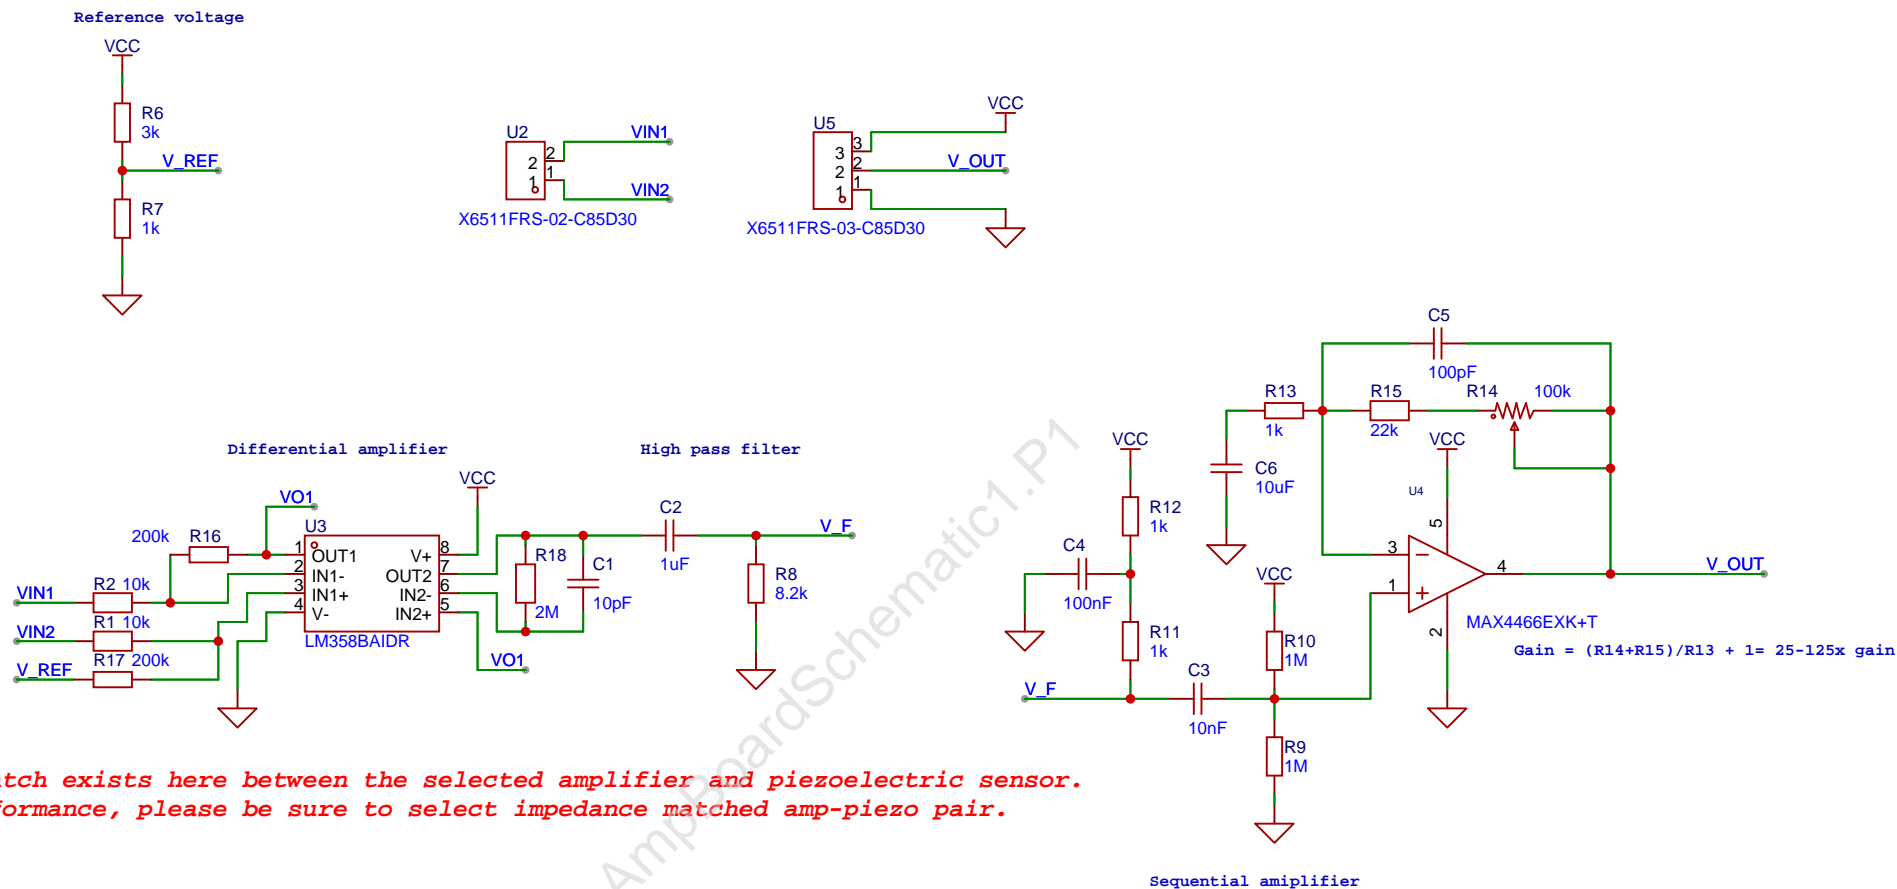 Reference voltage
VCC
R6
3k
V_REF
R7
1k
U2
2
1
2
1
VIN1
VIN2
X6511FRS-02-C85D30
U5
3
2
1
3
2
1
VCC
V_OUT
X6511FRS-03-C85D30
Differential amplifier
High pass filter
VCC
VO1
U3
200k
R16
1
2
3
4
OUT1
IN1-
IN1+
V-
V+
OUT2
IN2-
IN2+
8
7
6
5
LM358BAIDR
VIN1
R2 10k
VIN2
R1 10k
V_REF
R17 200k
VO1
R18
2M
C1
10pF
C2
1uF
V_F
R8
8.2k
C5
100pF
R13
1k
R15
22k
R14
100k
C6
10uF
VCC
U4
5
3
1
4
2
V_OUT
MAX4466EXK+T
Gain = (R14+R15)/R13 + 1= 25-125x gain
VCC
R12
1k
C4
100nF
R11
1k
V_F
C3
10nF
VCC
R10
1M
R9
1M
atch exists here between the selected amplifier and piezoelectric sensor.
formance, please be sure to select impedance matched amp-piezo pair.
AmpBoardSchematic1.P1
Sequential amiplifier